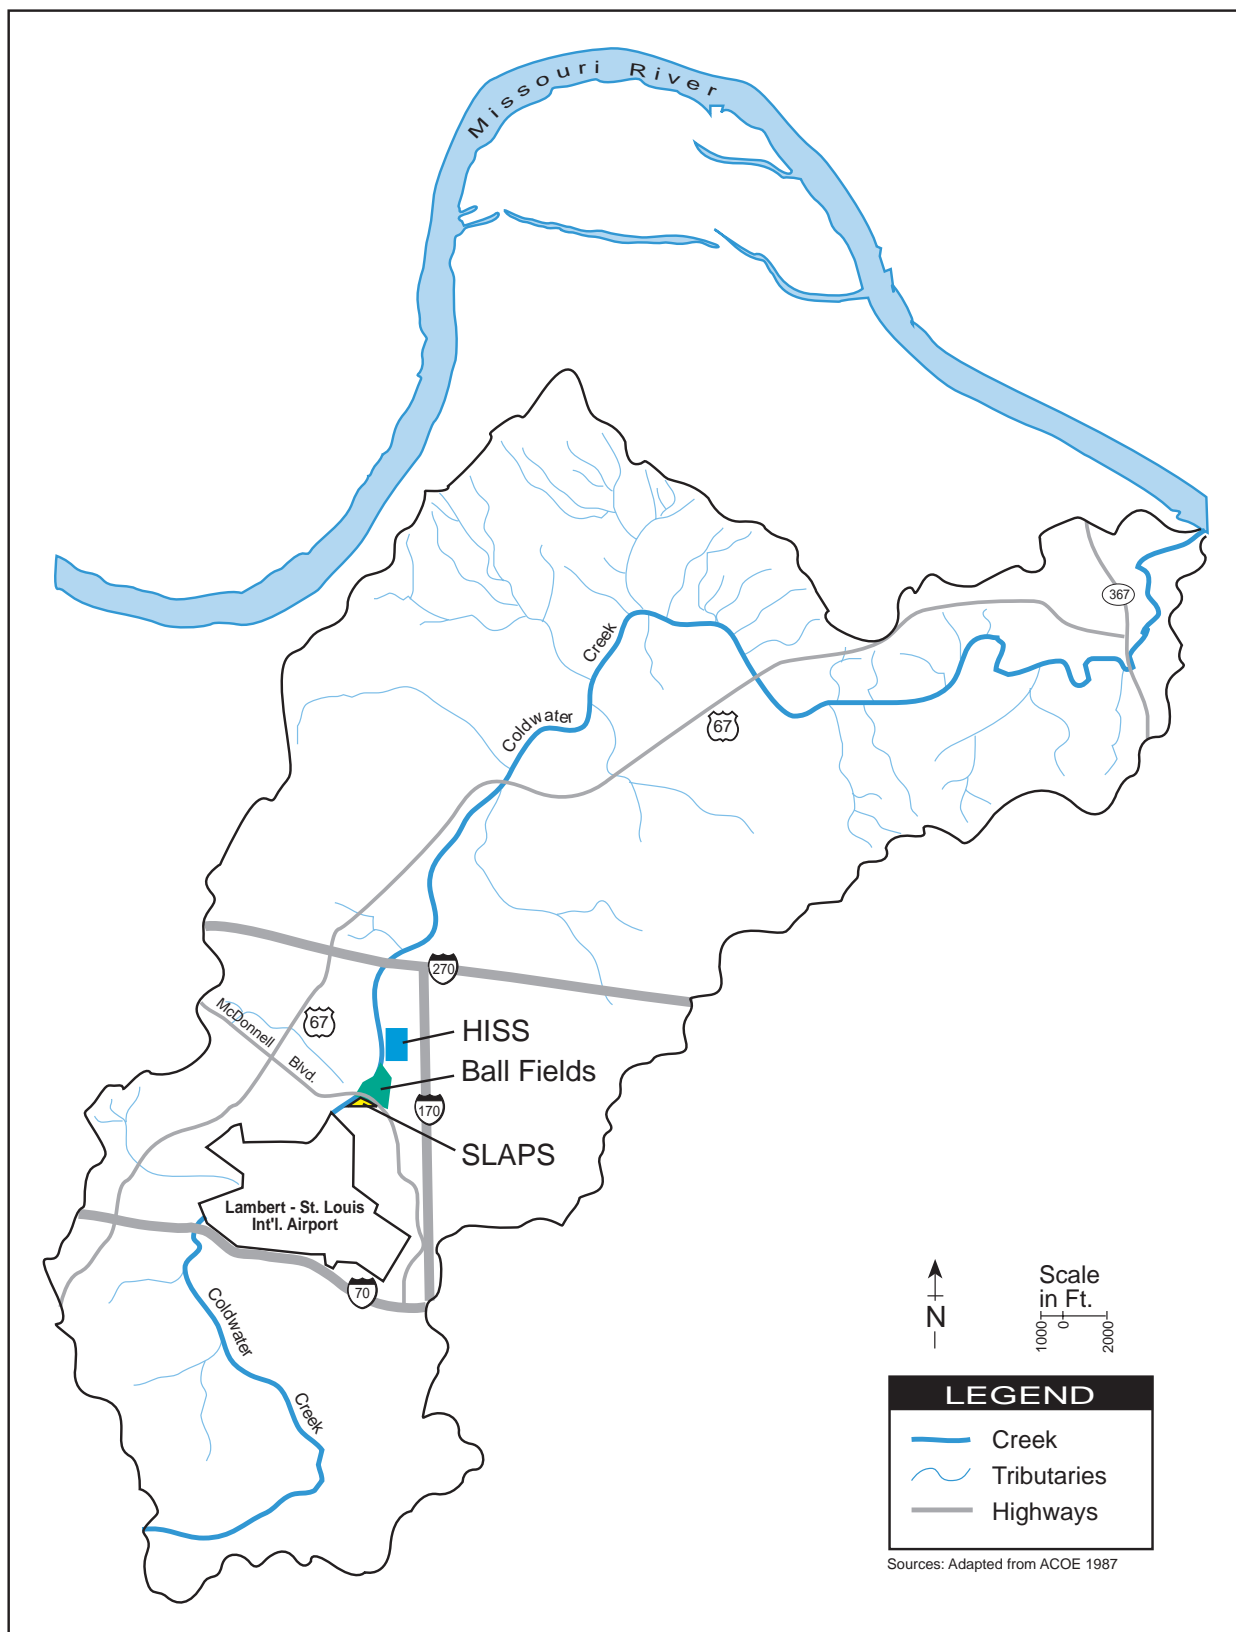 Missouri River
367
Creek
Coldwater
67
270
67
McDonnell
Blvd.
HISS
Ball Fields
170
SLAPS
Lambert - St. Louis
Int'l. Airport
70
Coldwater
Creek
N
Scale
in Ft.
1000
0
2000
LEGEND
Creek
Tributaries
Highways
Sources: Adapted from ACOE 1987